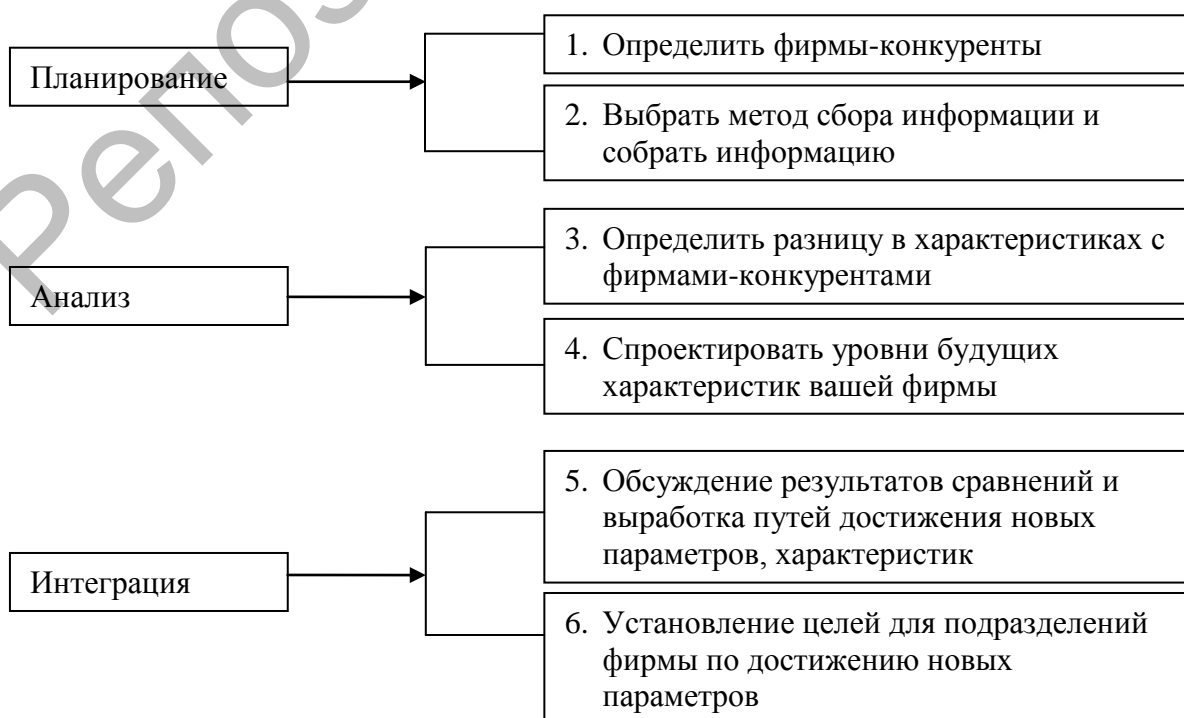 Репоз
Планирование
1. Определить фирмы-конкуренты
2. Выбрать метод сбора информации и
собрать информацию
Анализ
3. Определить разницу в характеристиках с
фирмами-конкурентами
4. Спроектировать уровни будущих
характеристик вашей фирмы
Интеграция
5. Обсуждение результатов сравнений и
выработка путей достижения новых
параметров, характеристик
6. Установление целей для подразделений
фирмы по достижению новых
параметров